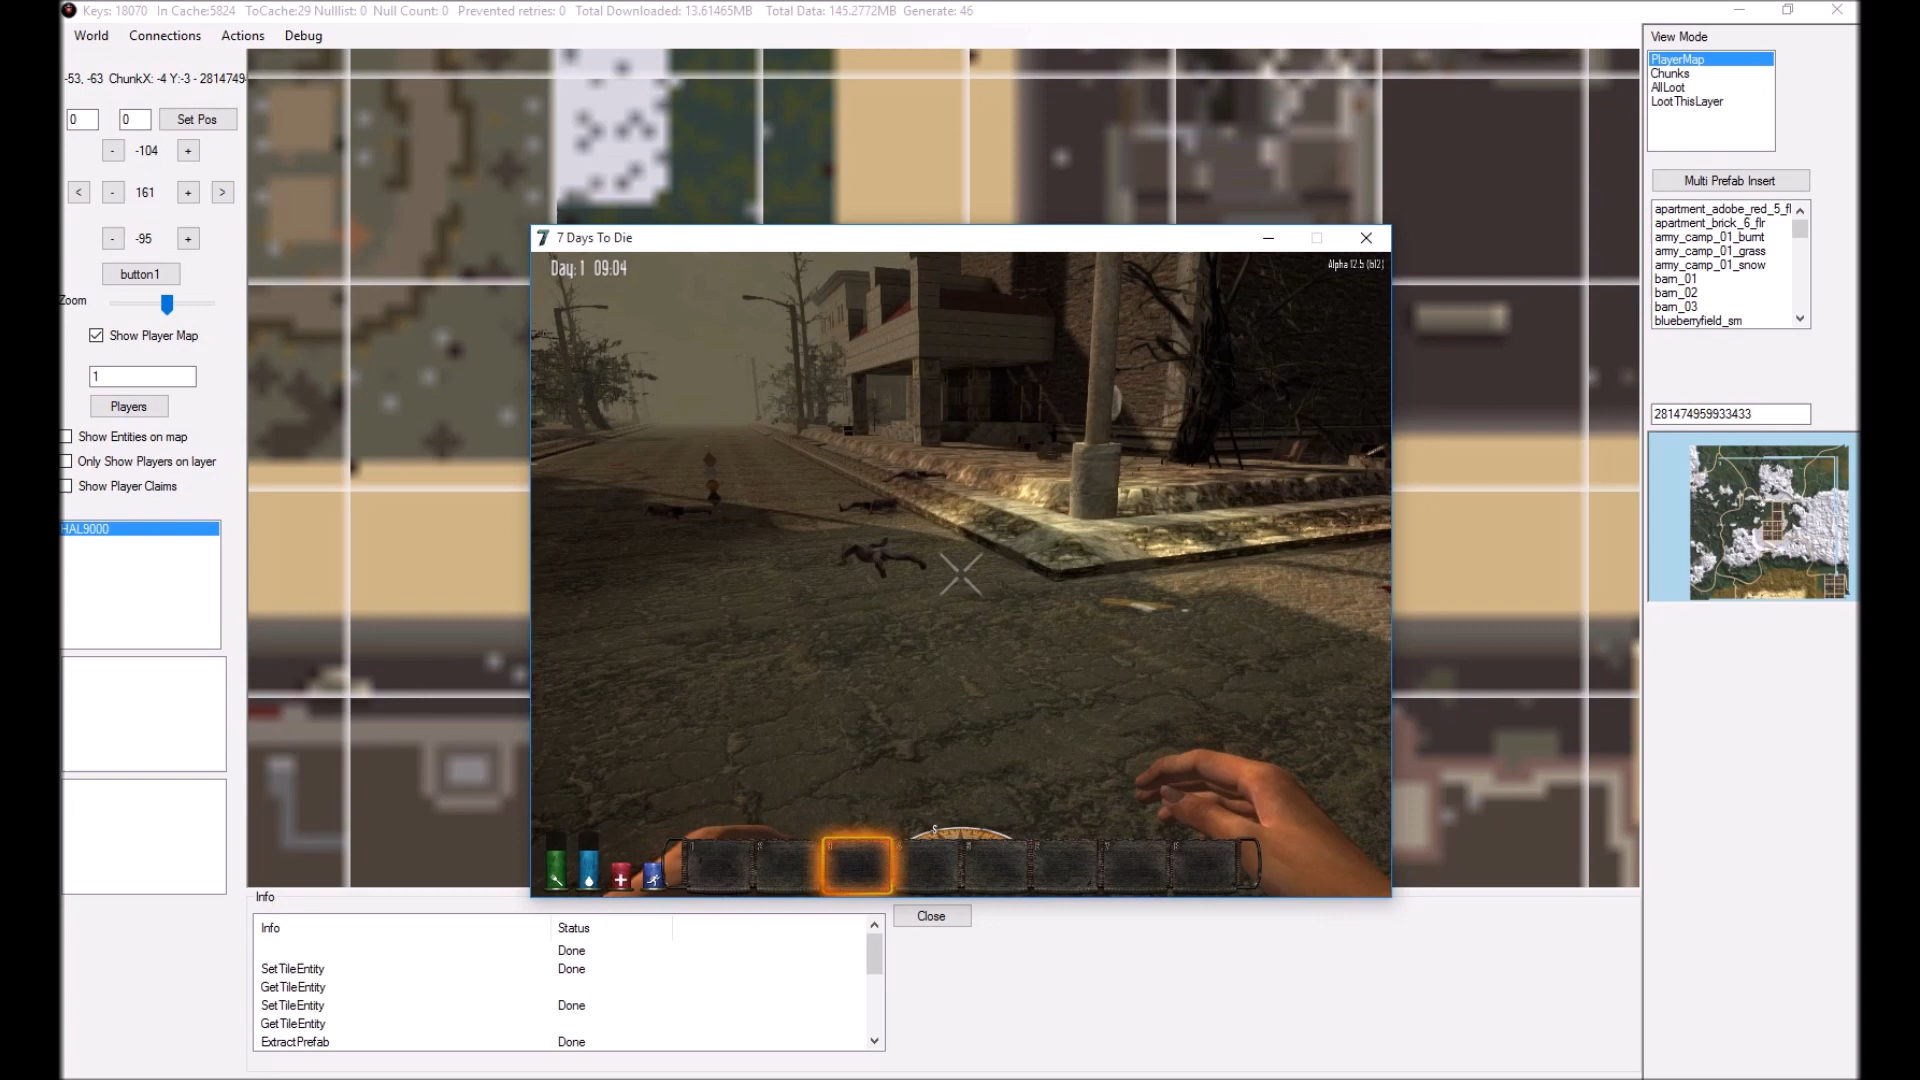 Keys: 18070 In Cache:5824 ToCache:29 Nulllist: 0 Null Count: 0 Prevented retries: 0 Total Downloaded: 13.61465MB Total Data: 145.2772MB Generate: 46
World Connections Actions Debug
-53, -63 ChunkX: -4 Y:-3 - 2814749
0 0 Set Pos
- -104 +
< - 161 + >
- -95 +
button1
Zoom
Show Player Map
1
Players
Show Entities on map
Only Show Players on layer
Show Player Claims
HAL9000
7 Days To Die
Day: 1 09:04
Alpha 12.5 (b12)
S
View Mode
PlayerMap
Chunks
AllLoot
LootThisLayer
Multi Prefab Insert
apartment_adobe_red_5_fl
apartment_brick_6_flr
army_camp_01_burnt
army_camp_01_grass
army_camp_01_snow
barn_01
barn_02
barn_03
blueberryfield_sm
281474959933433
Info
Close
Info Status
Done
SetTileEntity Done
GetTileEntity
SetTileEntity Done
GetTileEntity
ExtractPrefab Done